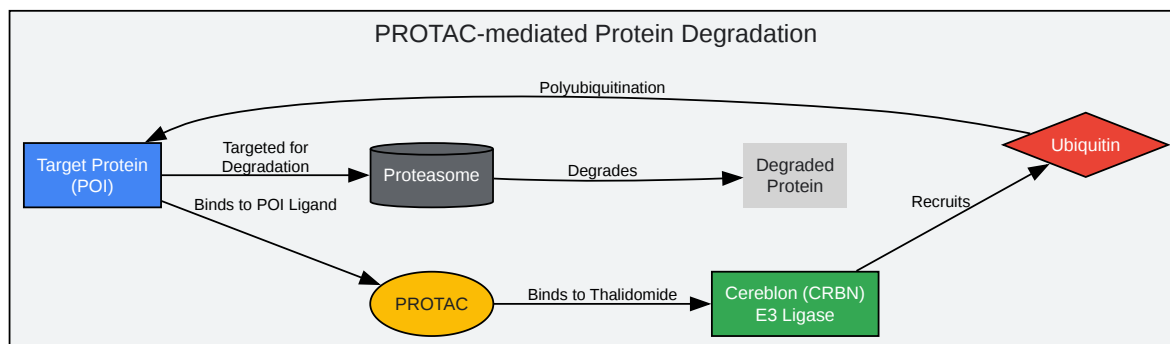 PROTAC-mediated Protein Degradation
Polyubiquitination
Target Protein
(POI)
Targeted for
Degradation
Proteasome
Degrades
Degraded
Protein
Ubiquitin
Binds to POI Ligand
Recruits
PROTAC
Binds to Thalidomide
Cereblon (CRBN)
E3 Ligase